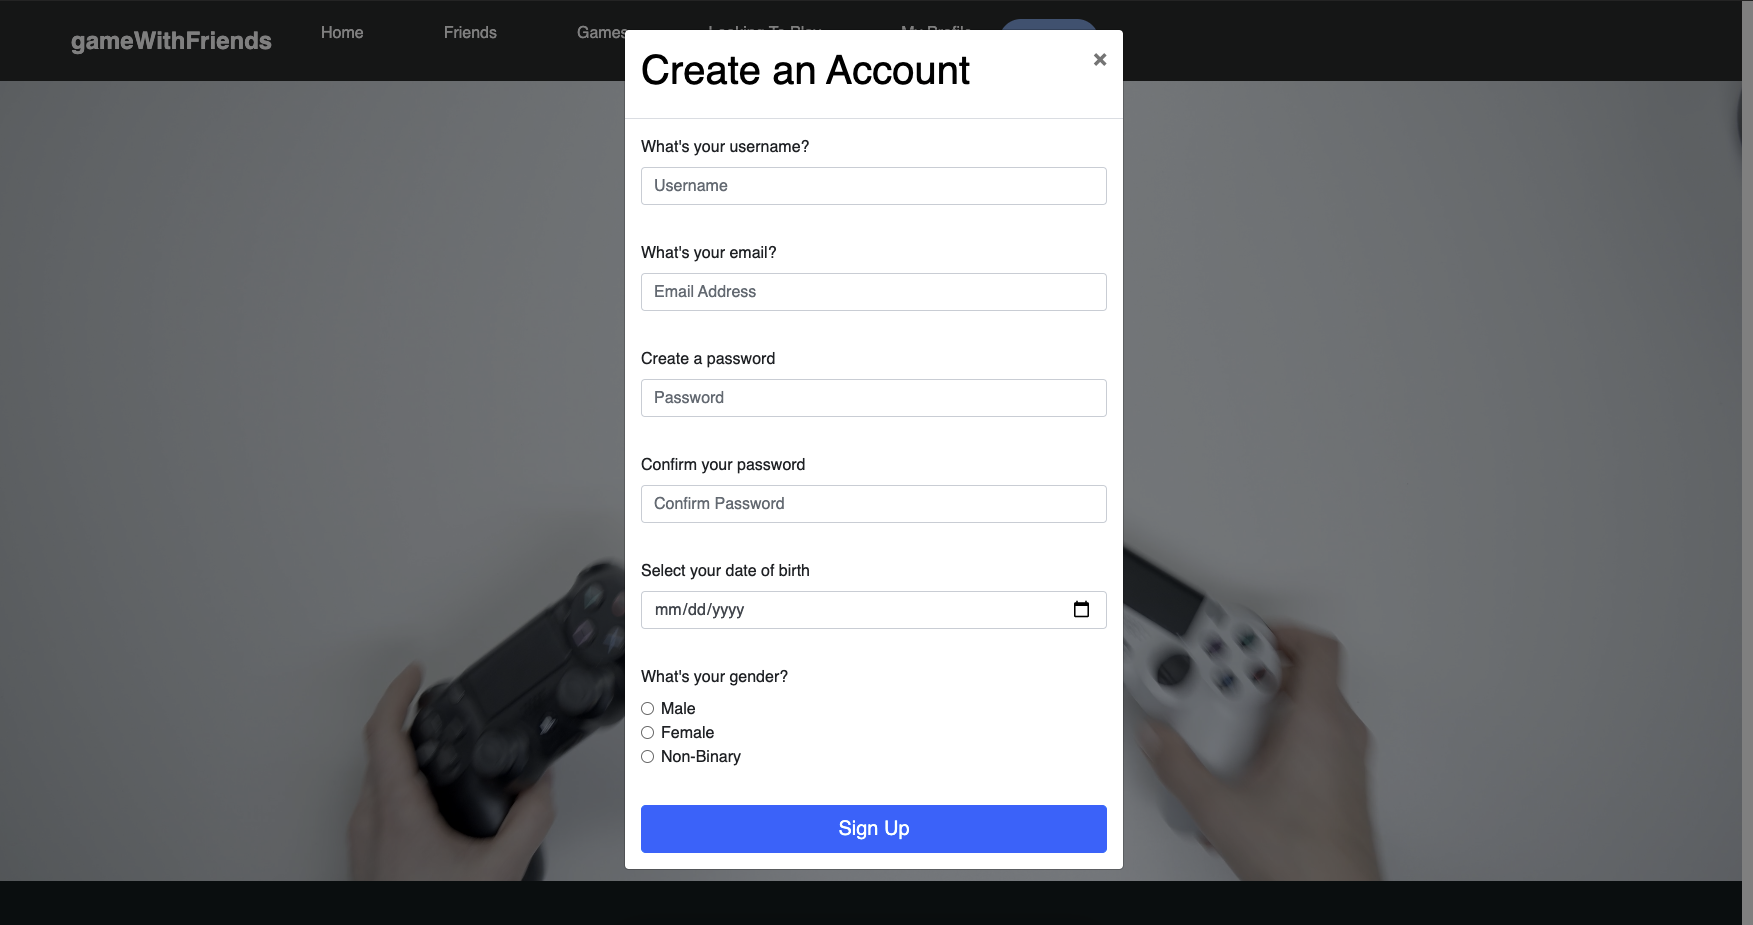 gameWithFriends
Home
Friends
Games
Create an Account
×
What's your username?
Username
What's your email?
Email Address
Create a password
Password
Confirm your password
Confirm Password
Select your date of birth
mm/dd/yyyy
What's your gender?
Male
Female
Non-Binary
Sign Up